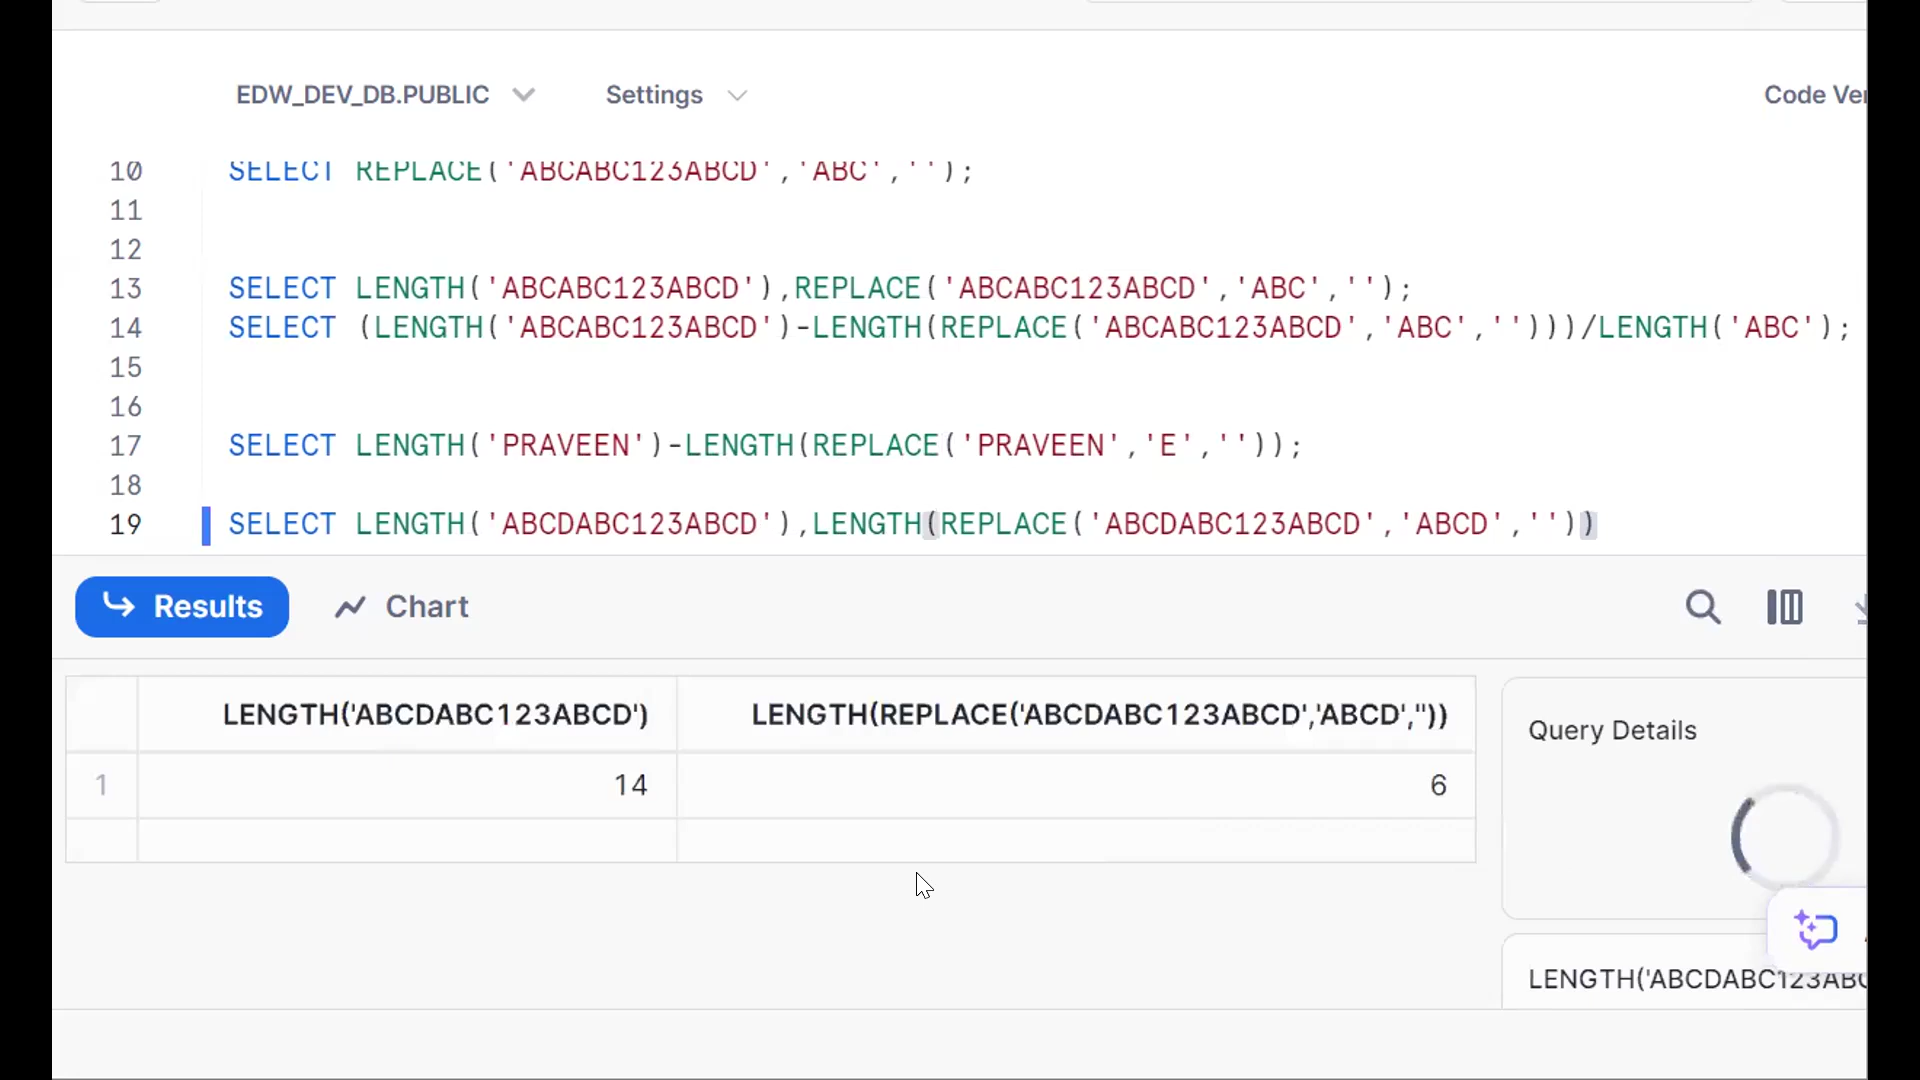 EDW_DEV_DB.PUBLIC Settings
10 SELECT REPLACE('ABCABC123ABCD','ABC','');
11
12
13 SELECT LENGTH('ABCABC123ABCD'),REPLACE('ABCABC123ABCD','ABC','');
14 SELECT (LENGTH('ABCABC123ABCD')-LENGTH(REPLACE('ABCABC123ABCD','ABC','')))/LENGTH('ABC');
15
16
17 SELECT LENGTH('PRAVEEN')-LENGTH(REPLACE('PRAVEEN','E',''));
18
19 SELECT LENGTH('ABCDABC123ABCD'),LENGTH(REPLACE('ABCDABC123ABCD','ABCD',''))
Results Chart
LENGTH('ABCDABC123ABCD') LENGTH(REPLACE('ABCDABC123ABCD','ABCD',''))
1 14 6
Query Details
LENGTH('ABCDABC123ABC